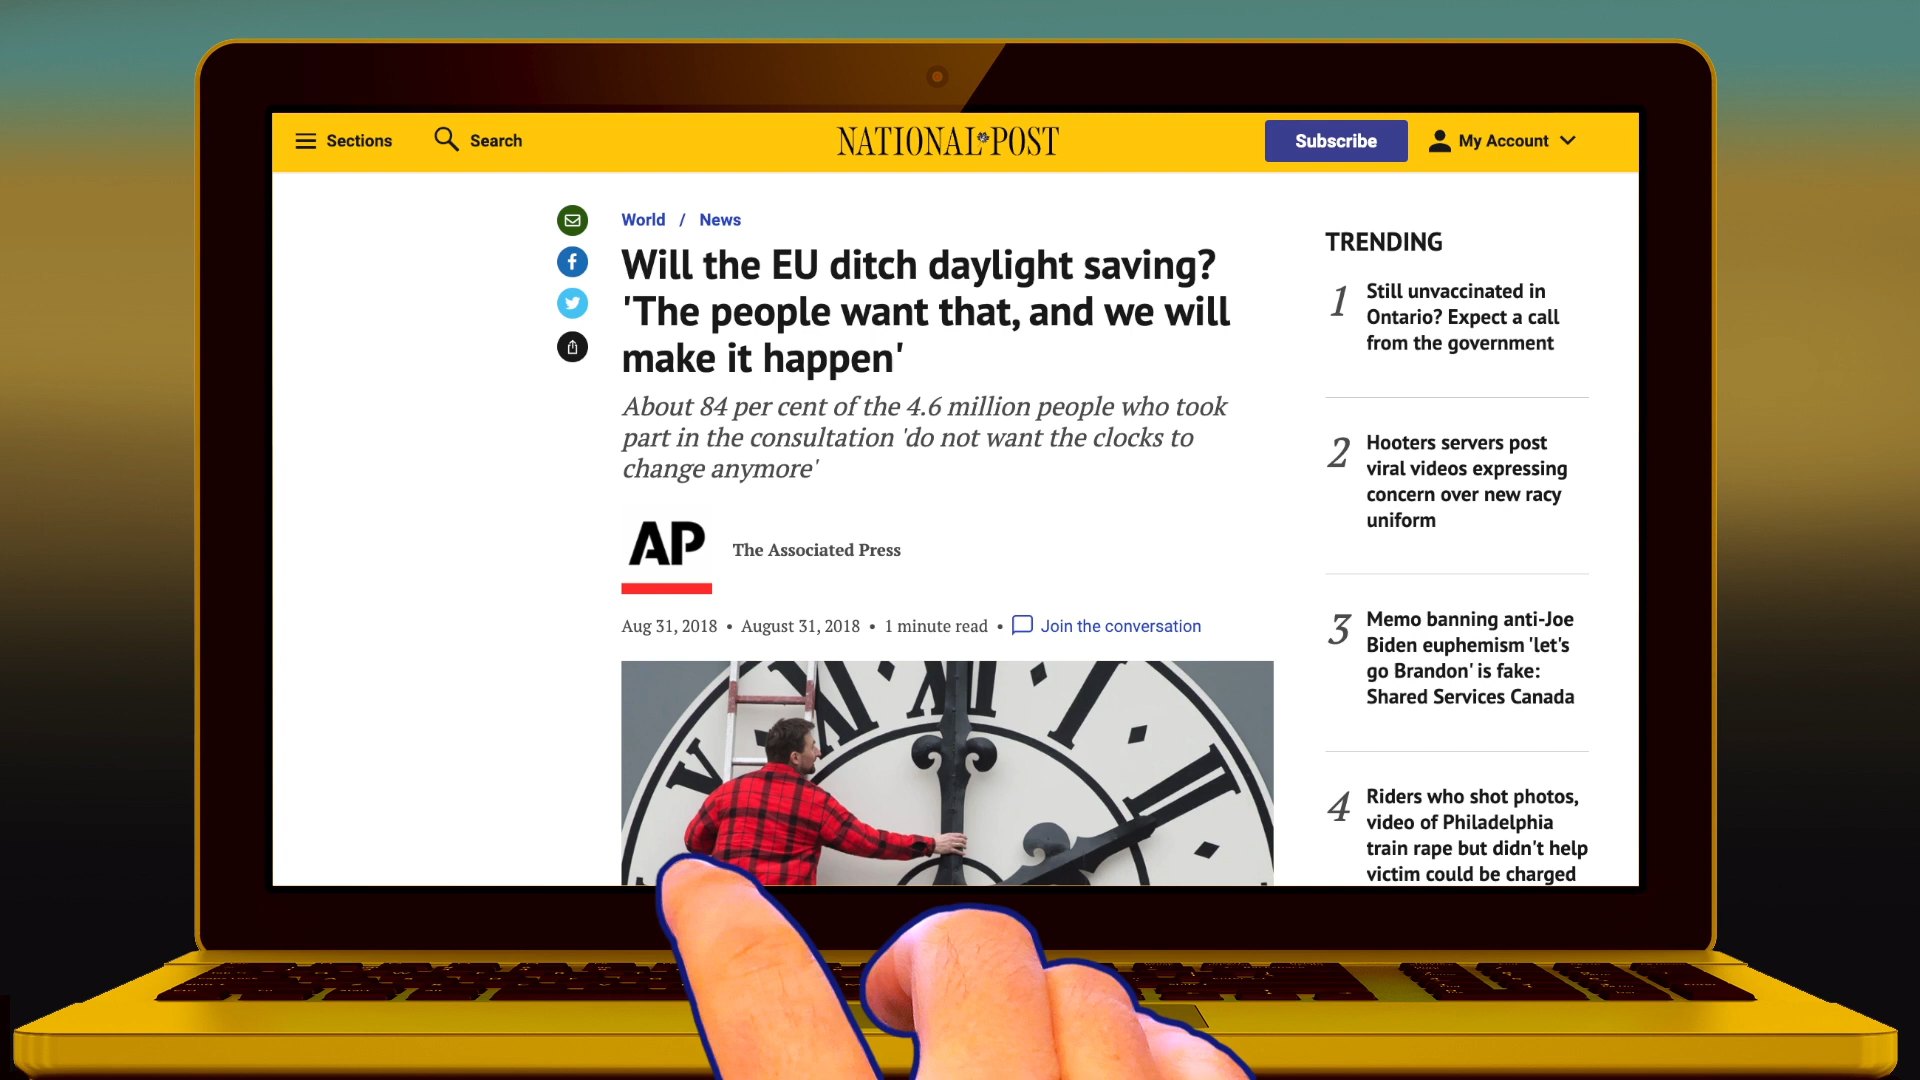 Sections
Search
NATIONAL POST
Subscribe
My Account
World / News
Will the EU ditch daylight saving?
'The people want that, and we will
make it happen'
About 84 per cent of the 4.6 million people who took
part in the consultation 'do not want the clocks to
change anymore'
AP
The Associated Press
Aug 31, 2018 • August 31, 2018 • 1 minute read • Join the conversation
TRENDING
1
Still unvaccinated in
Ontario? Expect a call
from the government
2
Hooters servers post
viral videos expressing
concern over new racy
uniform
3
Memo banning anti-Joe
Biden euphemism 'let's
go Brandon' is fake:
Shared Services Canada
4
Riders who shot photos,
video of Philadelphia
train rape but didn't help
victim could be charged